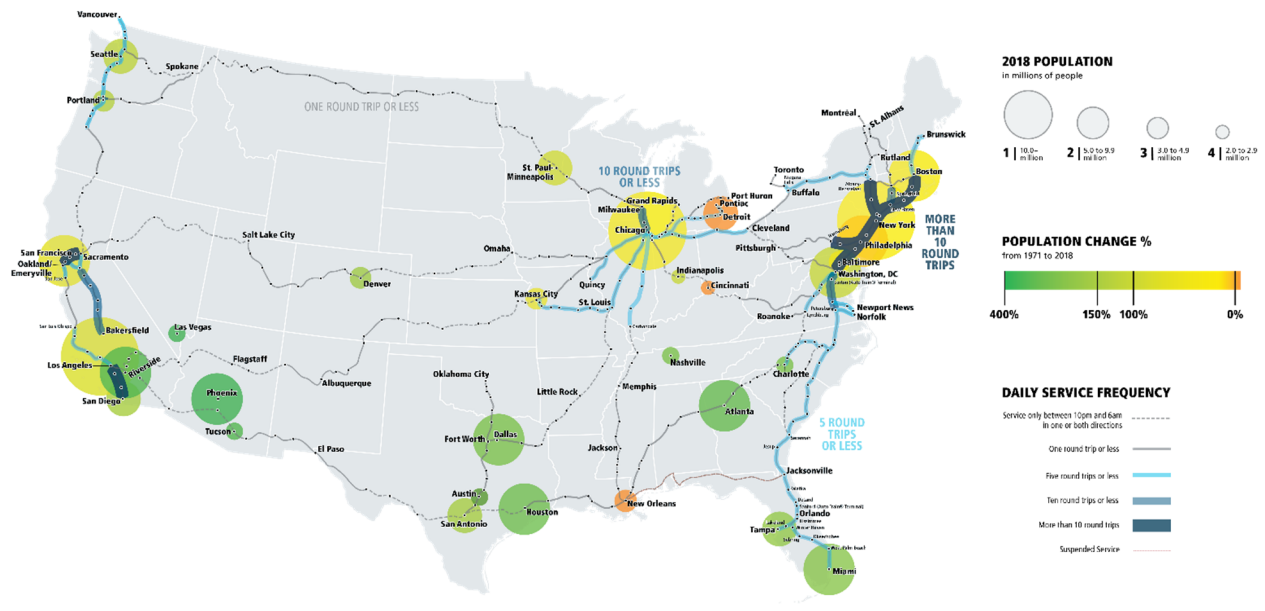 Vancouver
Seattle
Spokane
Portland
ONE ROUND TRIP OR LESS
St. Paul-
Minneapolis
10 ROUND TRIPS
OR LESS
Grand Rapids
Milwaukee
Chicago
Port Huron
Pontiac
Detroit
Toronto
Buffalo
Cleveland
Pittsburgh
Montréal
St. Albans
Rutland
Brunswick
Boston
New York
Philadelphia
Baltimore
Washington, DC
MORE
THAN
10
ROUND
TRIPS
San Francisco
Oakland/
Emeryville
Sacramento
Salt Lake City
Denver
Omaha
Quincy
Kansas City
St. Louis
Indianapolis
Cincinnati
Roanoke
Newport News
Norfolk
Bakersfield
Las Vegas
Los Angeles
Riverside
San Diego
Flagstaff
Albuquerque
Phoenix
Tucson
El Paso
Oklahoma City
Little Rock
Memphis
Nashville
Charlotte
Atlanta
Fort Worth
Dallas
Jackson
Austin
San Antonio
Houston
New Orleans
5 ROUND
TRIPS
OR LESS
Savannah
Jacksonville
Orlando
Tampa
Miami
2018 POPULATION
in millions of people
1 | 10.0–
million
2 | 5.0 to 9.9
million
3 | 3.0 to 4.9
million
4 | 2.0 to 2.9
million
POPULATION CHANGE %
from 1971 to 2018
400% 150% 100% 0%
DAILY SERVICE FREQUENCY
Service only between 10pm and 6am
in one or both directions
One round trip or less
Five round trips or less
Ten round trips or less
More than 10 round trips
Suspended Service